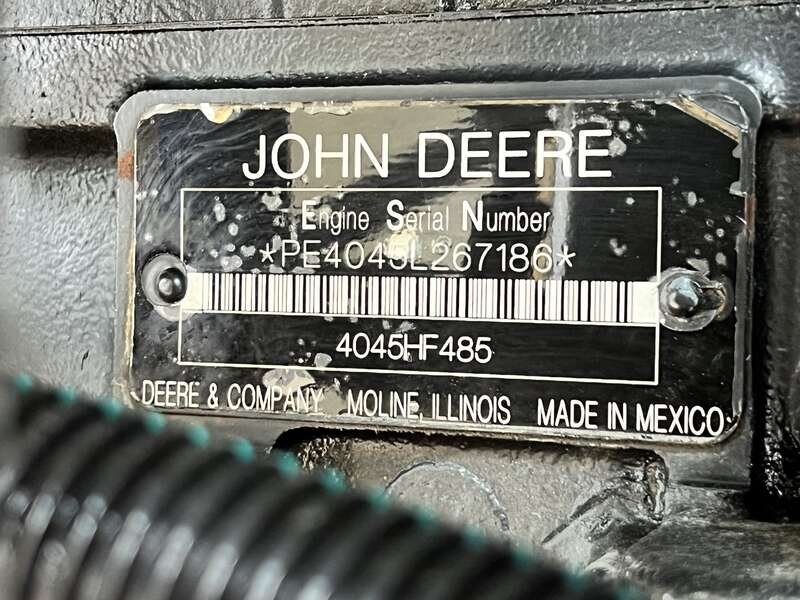 JOHN DEERE
Engine Serial Number
*PE4045L267186*
4045HF485
DEERE & COMPANY MOLINE, ILLINOIS MADE IN MEXICO